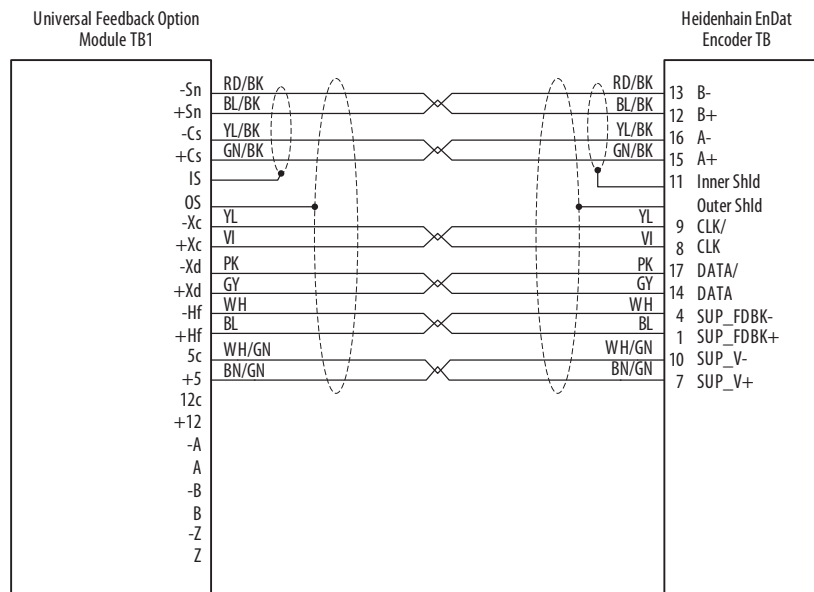 Universal Feedback Option
Module TB1
Heidenhain EnDat
Encoder TB
-Sn RD/BK RD/BK 13 B-
+Sn BL/BK BL/BK 12 B+
-Cs YL/BK YL/BK 16 A-
+Cs GN/BK GN/BK 15 A+
IS 11 Inner Shld
OS Outer Shld
-Xc YL YL 9 CLK/
+Xc VI VI 8 CLK
-Xd PK PK 17 DATA/
+Xd GY GY 14 DATA
-Hf WH WH 4 SUP_FDBK-
+Hf BL BL 1 SUP_FDBK+
5c WH/GN WH/GN 10 SUP_V-
+5 BN/GN BN/GN 7 SUP_V+
12c
+12
-A
A
-B
B
-Z
Z